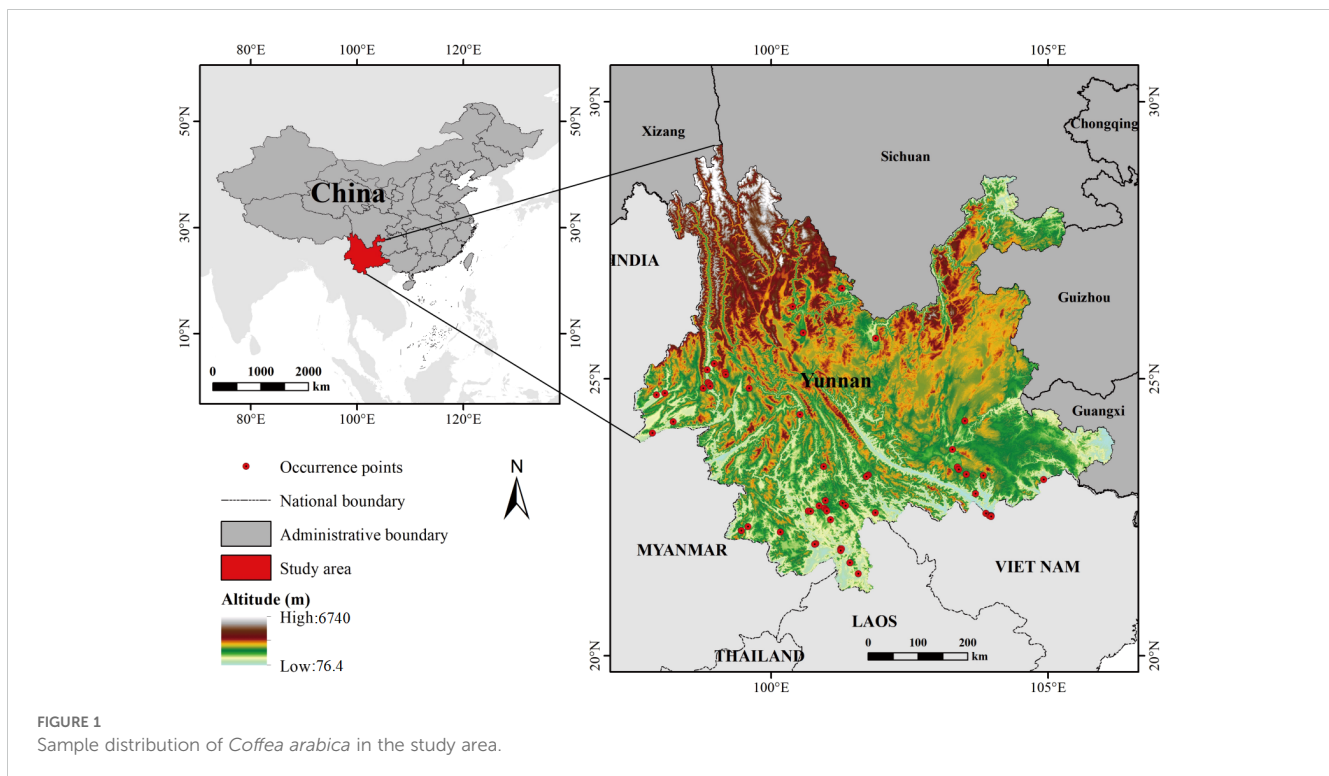 80°E 100°E 120°E
50°N 50°N
China
30°N 30°N
10°N 10°N
0 1000 2000
km
80°E 100°E 120°E
Occurrence points
National boundary
Administrative boundary
Study area
N
Altitude (m)
High:6740
Low:76.4
100°E 105°E
30°N 30°N
Xizang
Chongqing
Sichuan
INDIA
Guizhou
25°N 25°N
Yunnan
Guangxi
MYANMAR
VIET NAM
LAOS
THAILAND
0 100 200
km
20°N 20°N
100°E 105°E
FIGURE 1
Sample distribution of Coffea arabica in the study area.